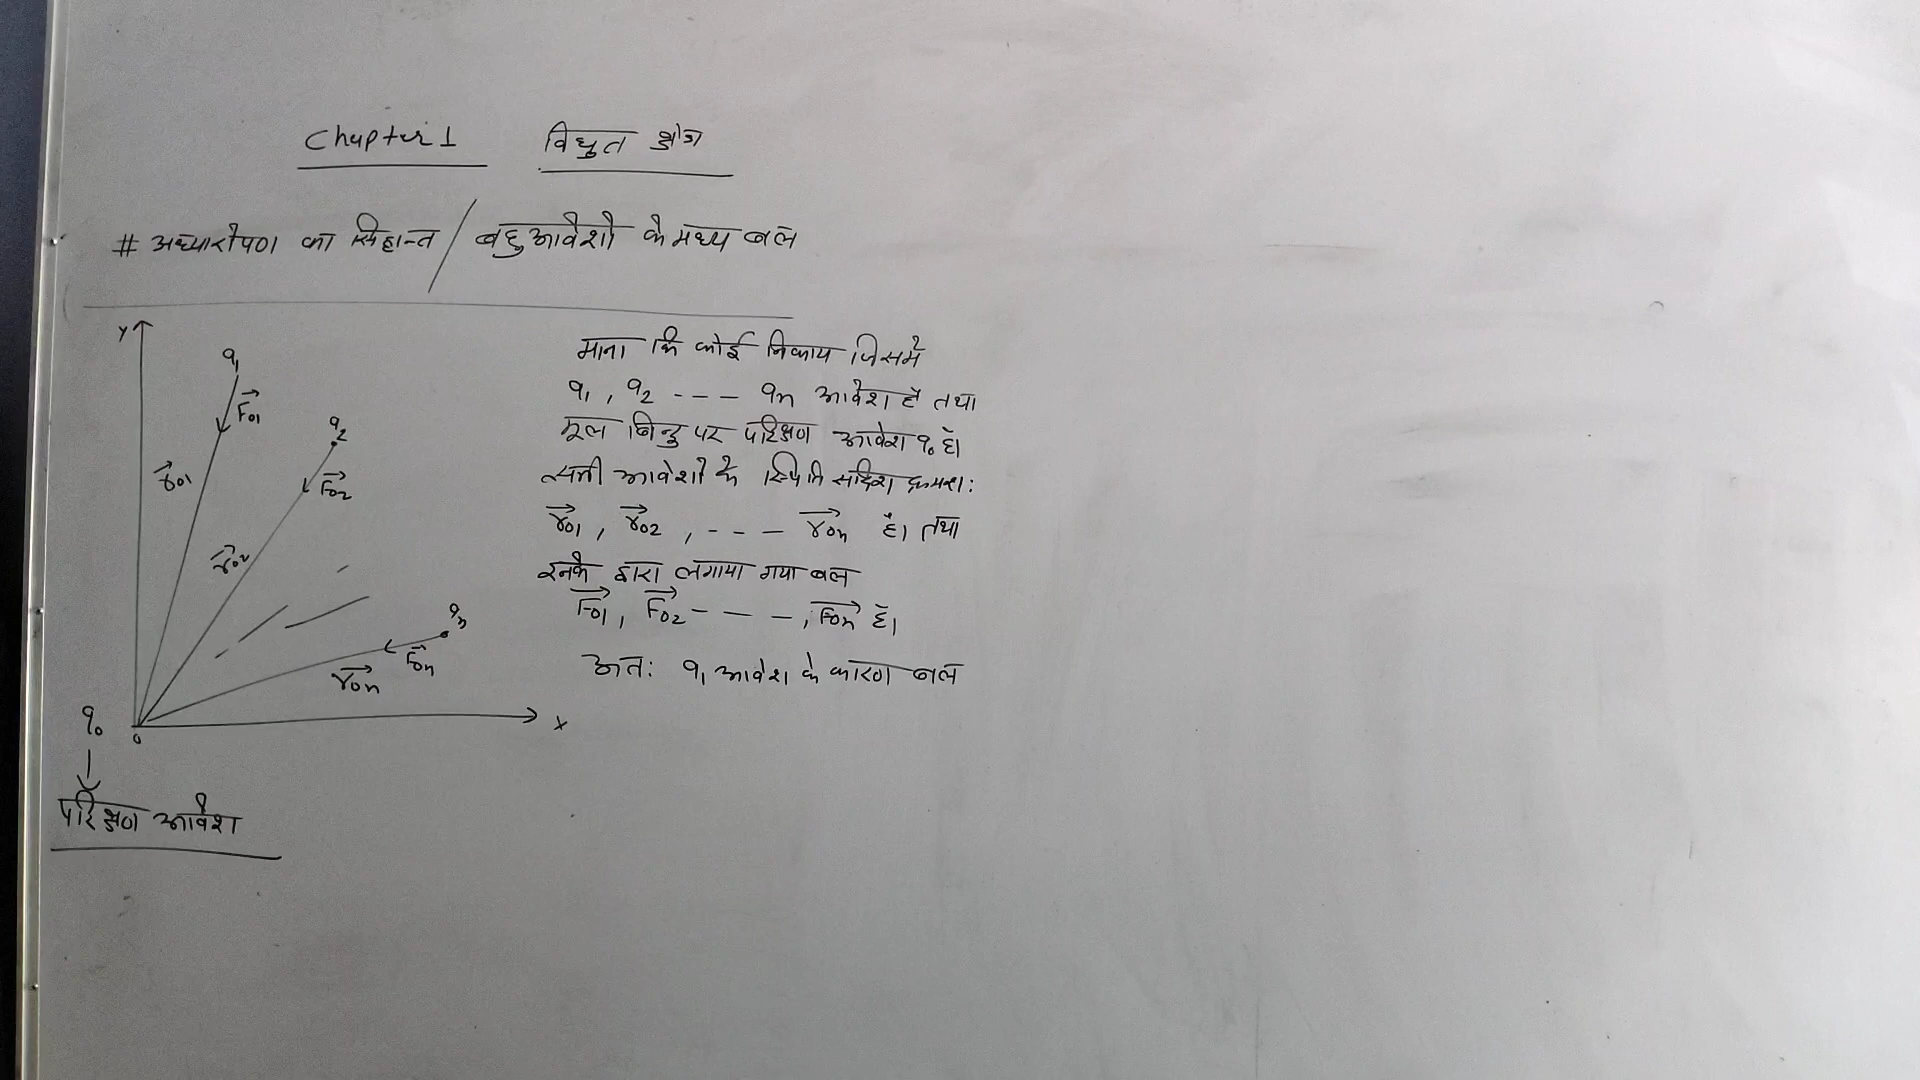 Chapter 1 विधुत क्षेत्र
# अध्यारोपण का सिद्धान्त / बहुआवेशो के मध्य बल
y
q₁
F₀₁
q₂
r₀₁
F₀₂
r₀₂
qₙ
F₀ₙ
r₀ₙ
q₀
o
x
परिक्षण आवेश
माना कि कोई निकाय जिसमें
q₁, q₂ --- qₙ आवेश है तथा
मूल बिन्दु पर परिक्षण आवेश q₀ है।
सभी आवेशों के स्थिति सदिश क्रमश:
r₀₁, r₀₂, --- r₀ₙ है। तथा
इनके द्वारा लगाया गया बल
F₀₁, F₀₂ ---, F₀ₙ है।
अत: q₁ आवेश के कारण बल